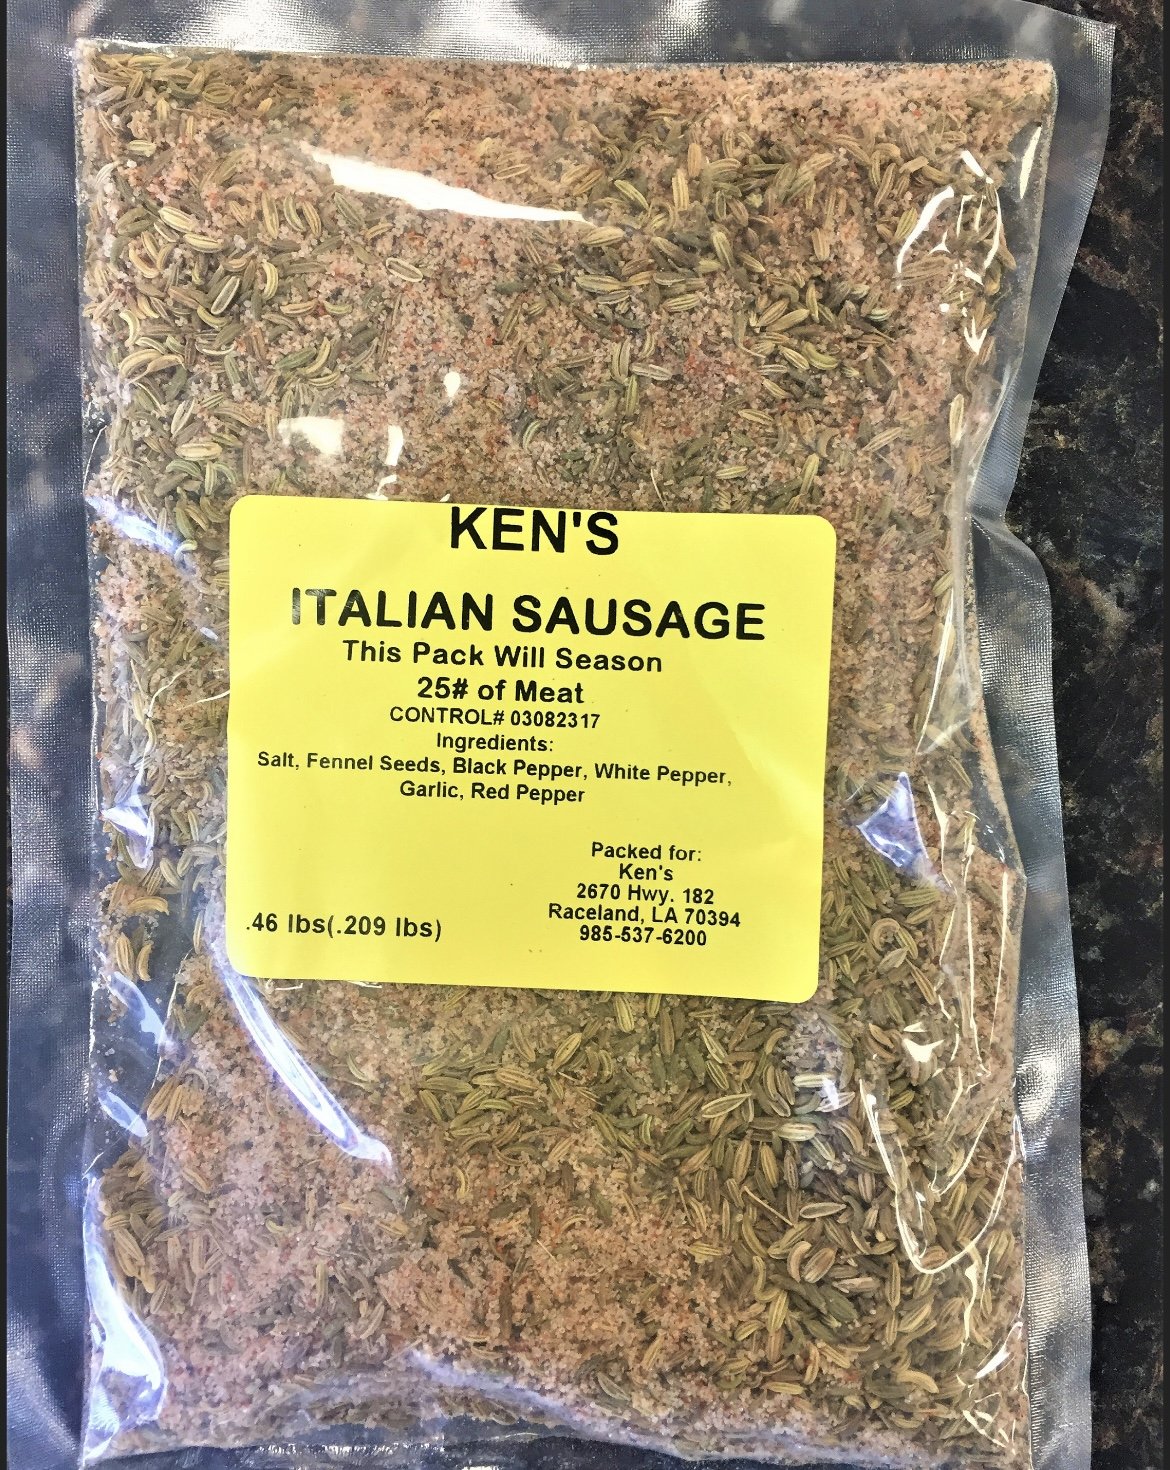 KEN'S
ITALIAN SAUSAGE
This Pack Will Season
25# of Meat
CONTROL# 03082317
Ingredients:
Salt, Fennel Seeds, Black Pepper, White Pepper,
Garlic, Red Pepper
Packed for:
Ken's
2670 Hwy. 182
Raceland, LA 70394
985-537-6200
.46 lbs(.209 lbs)